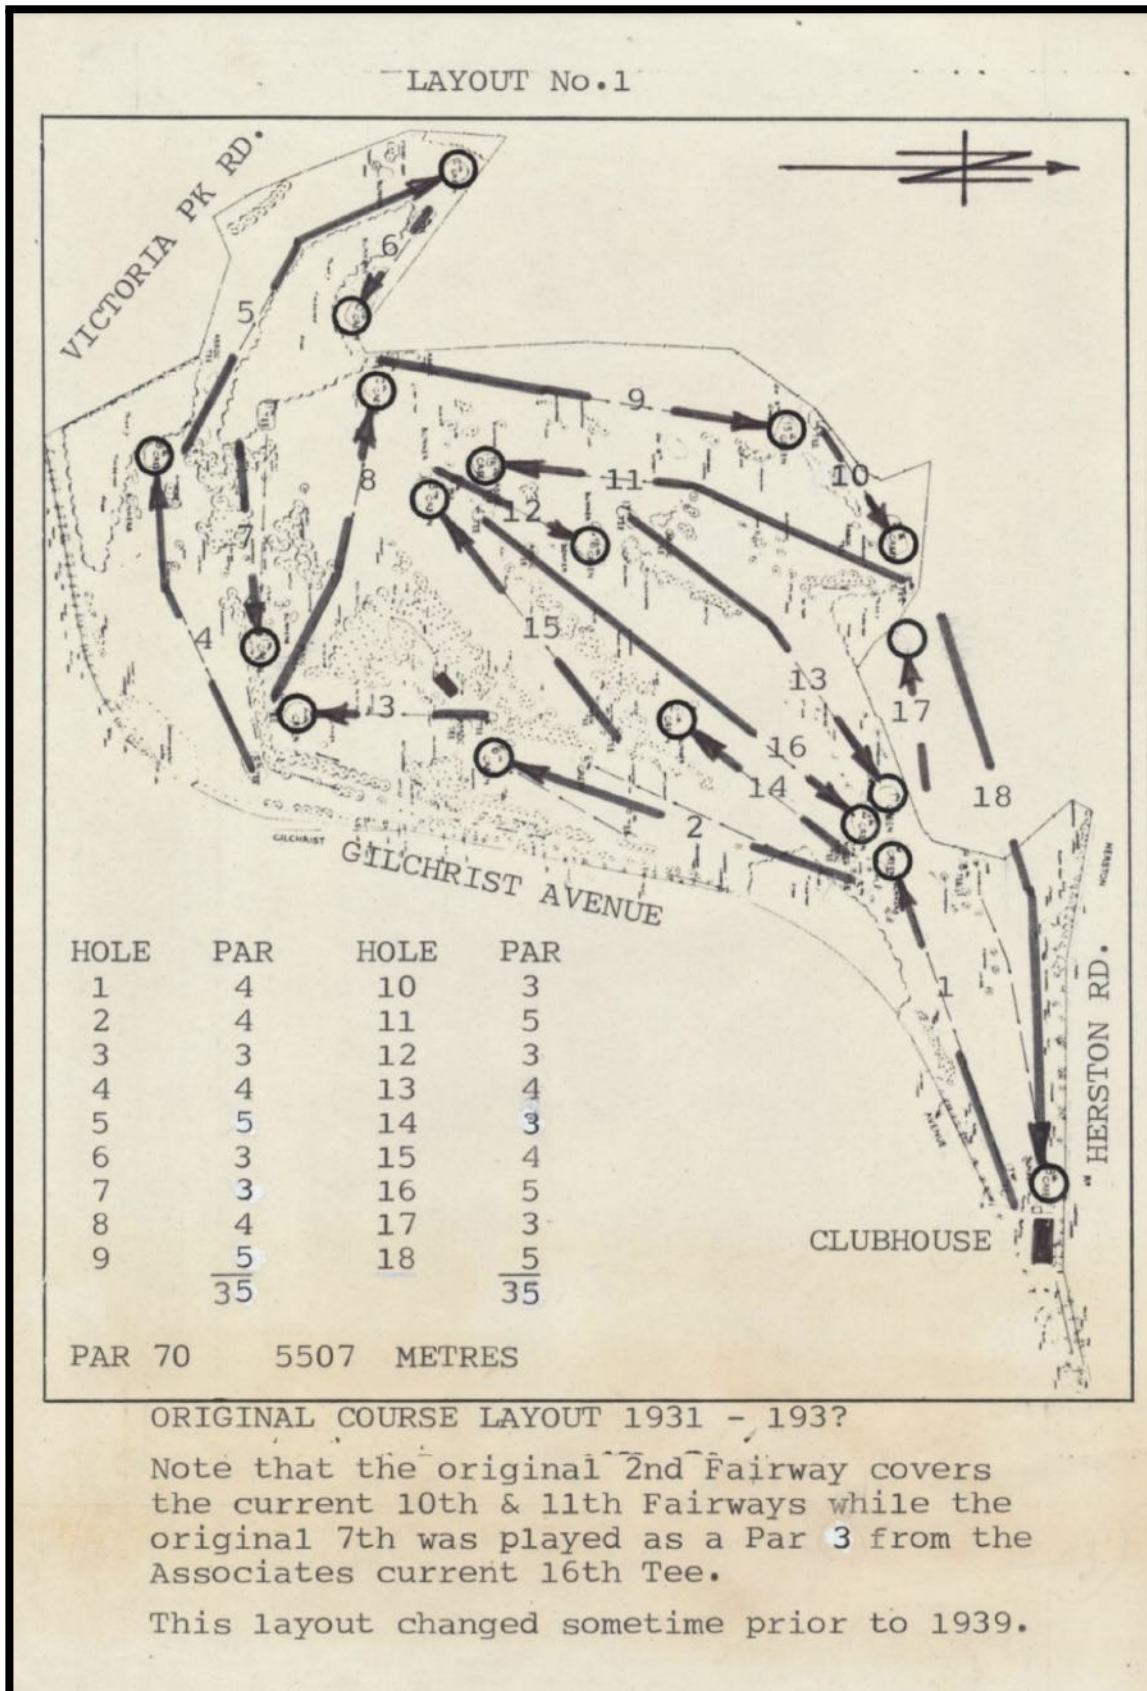 LAYOUT No.1
VICTORIA PK RD.
5
6
9
10
8
11
12
7
15
4
13
17
3
16
14
18
2
GILCHRIST
GILCHRIST AVENUE
HERSTON
1
AVENUE
HERSTON RD.
CLUBHOUSE
HOLE PAR HOLE PAR
1 4 10 3
2 4 11 5
3 3 12 3
4 4 13 4
5 5 14 3
6 3 15 4
7 3 16 5
8 4 17 3
9 5 18 5
35 35
PAR 70 5507 METRES
ORIGINAL COURSE LAYOUT 1931 - 193?
Note that the original 2nd Fairway covers
the current 10th & 11th Fairways while the
original 7th was played as a Par 3 from the
Associates current 16th Tee.
This layout changed sometime prior to 1939.